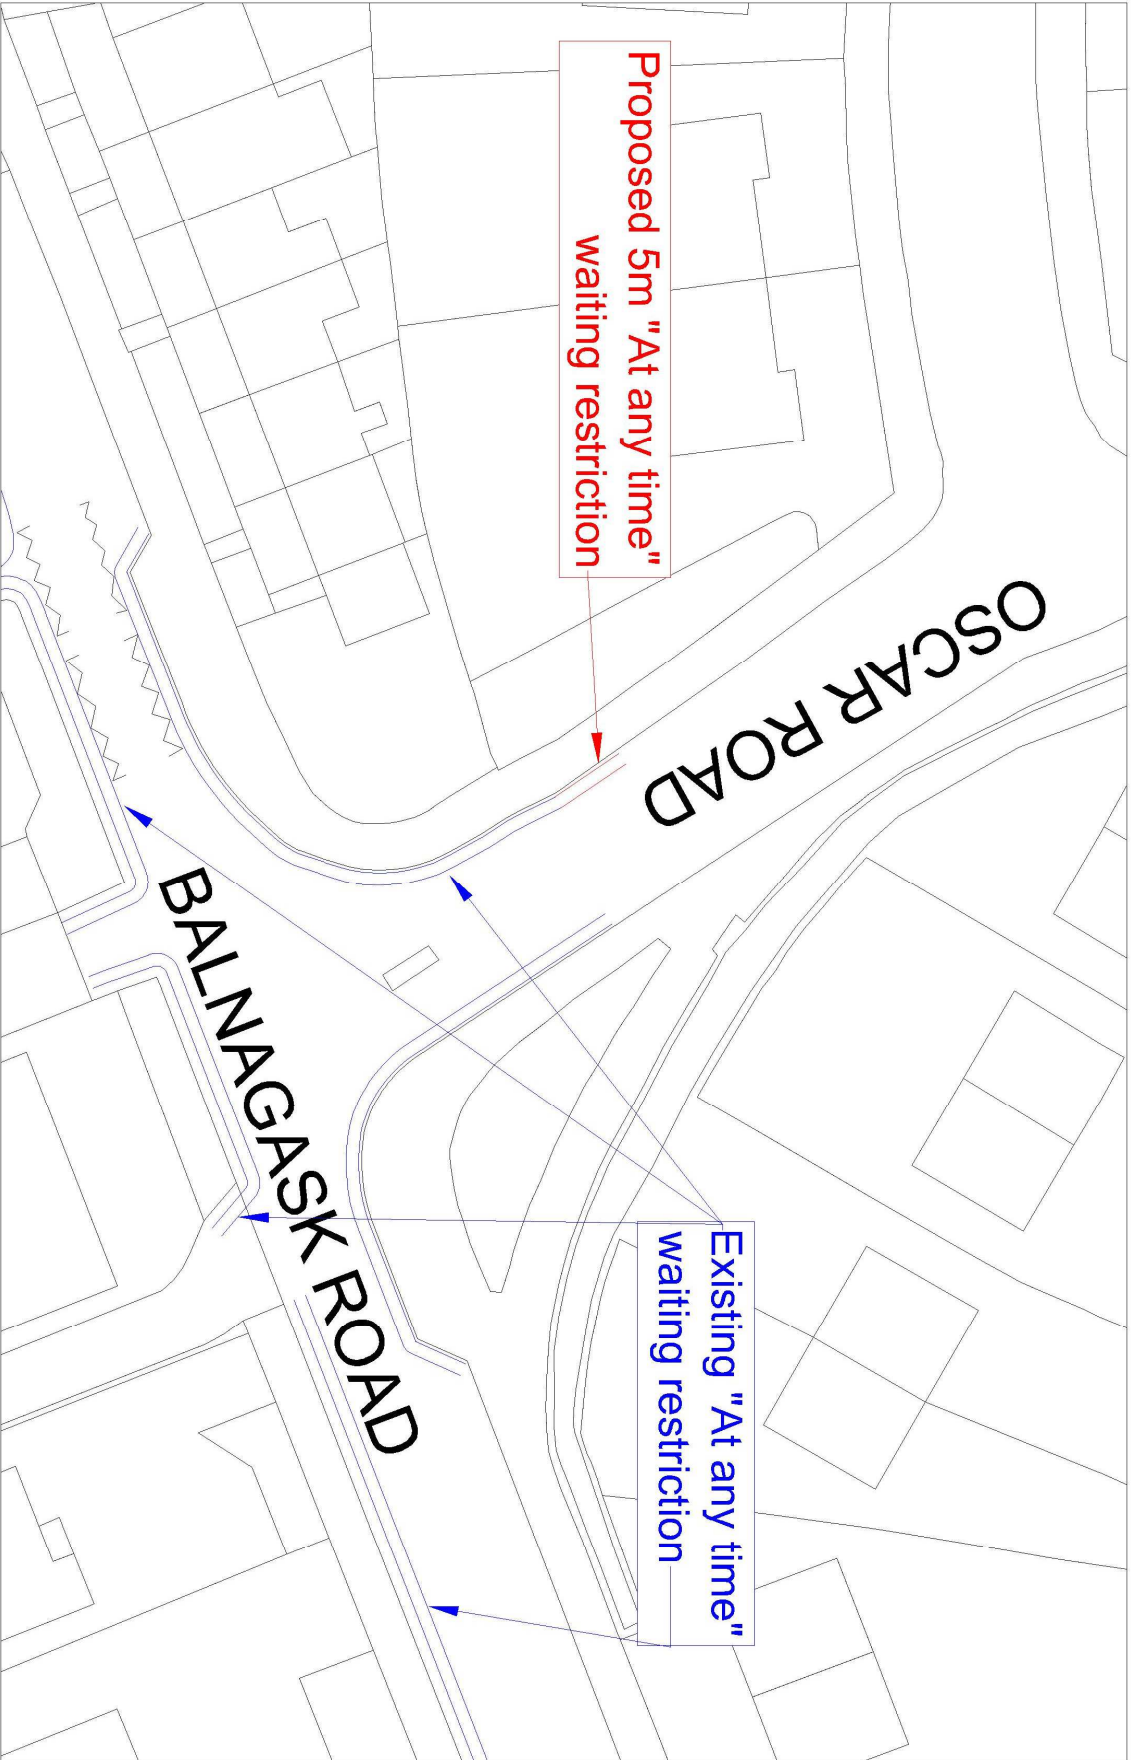 Proposed 5m "At any time"
waiting restriction
OSCAR ROAD
BALNAGASK ROAD
Existing "At any time"
waiting restriction